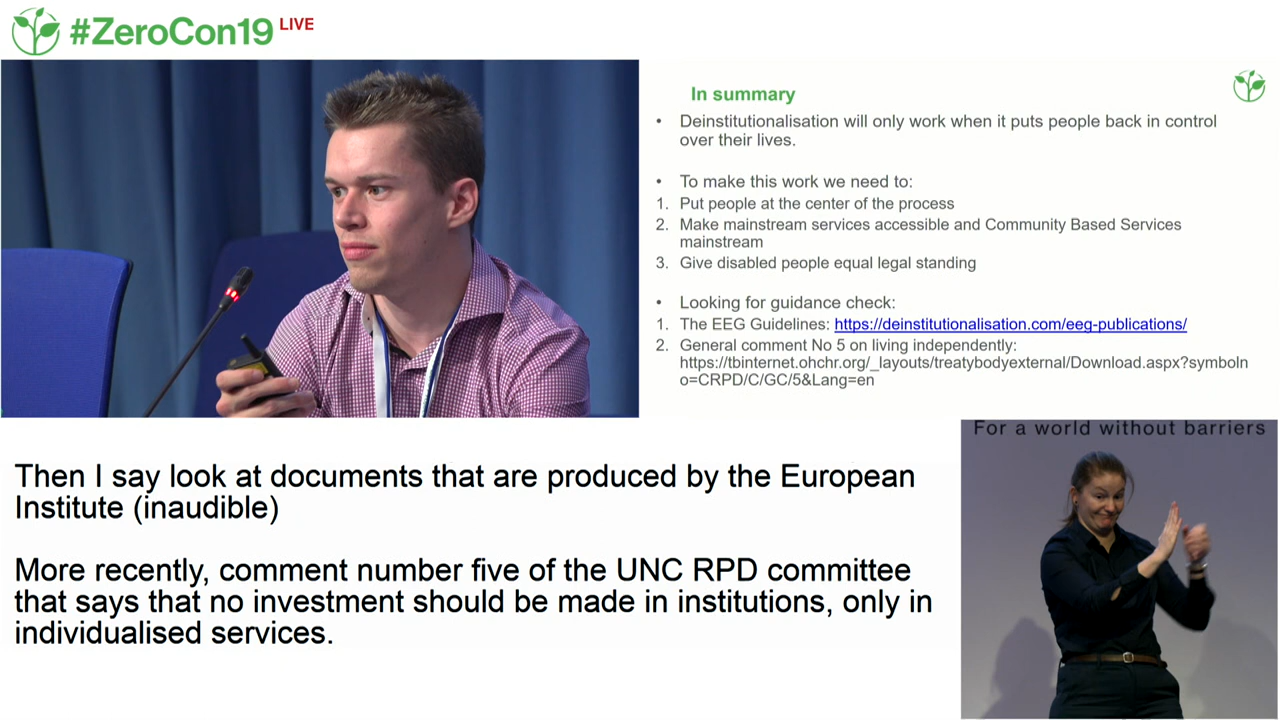 #ZeroCon19 LIVE
In summary
• Deinstitutionalisation will only work when it puts people back in control
over their lives.
• To make this work we need to:
1. Put people at the center of the process
2. Make mainstream services accessible and Community Based Services
mainstream
3. Give disabled people equal legal standing
• Looking for guidance check:
1. The EEG Guidelines: https://deinstitutionalisation.com/eeg-publications/
2. General comment No 5 on living independently:
https://tbinternet.ohchr.org/_layouts/treatybodyexternal/Download.aspx?symboln
o=CRPD/C/GC/5&Lang=en
Then I say look at documents that are produced by the European
Institute (inaudible)
More recently, comment number five of the UNC RPD committee
that says that no investment should be made in institutions, only in
individualised services.
For a world without barriers